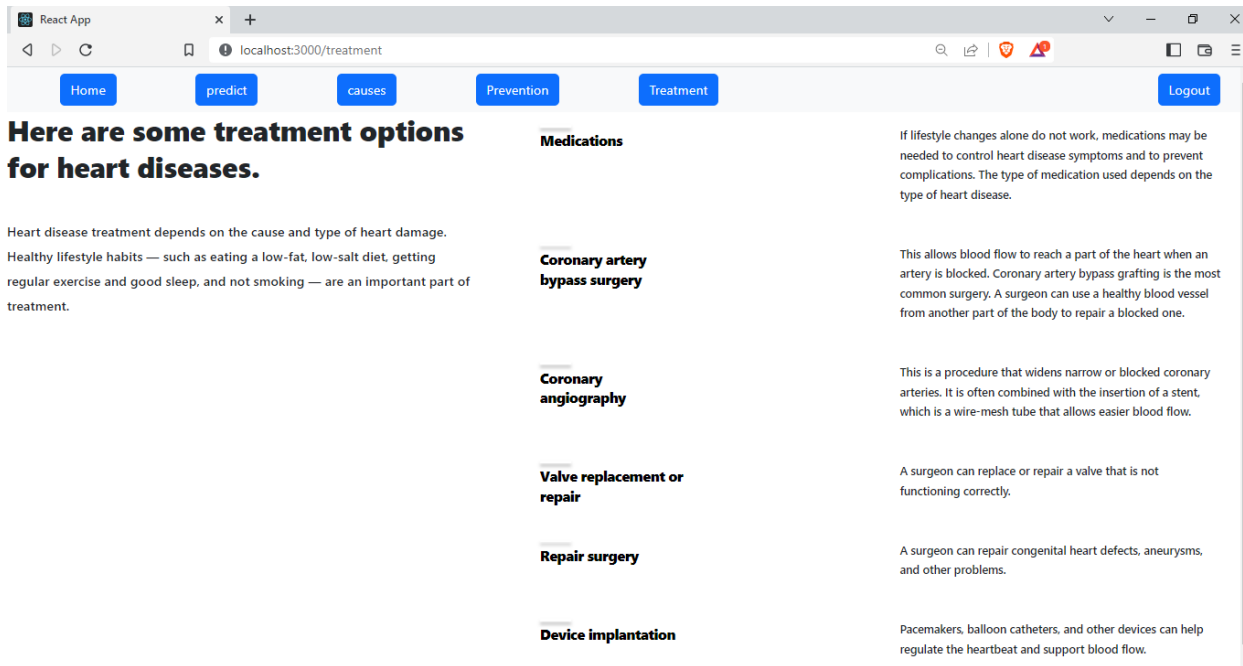 React App
localhost:3000/treatment
1
Home
predict
causes
Prevention
Treatment
Logout
Here are some treatment options
for heart diseases.
Heart disease treatment depends on the cause and type of heart damage.
Healthy lifestyle habits — such as eating a low-fat, low-salt diet, getting
regular exercise and good sleep, and not smoking — are an important part of
treatment.
Medications
If lifestyle changes alone do not work, medications may be
needed to control heart disease symptoms and to prevent
complications. The type of medication used depends on the
type of heart disease.
Coronary artery
bypass surgery
This allows blood flow to reach a part of the heart when an
artery is blocked. Coronary artery bypass grafting is the most
common surgery. A surgeon can use a healthy blood vessel
from another part of the body to repair a blocked one.
Coronary
angiography
This is a procedure that widens narrow or blocked coronary
arteries. It is often combined with the insertion of a stent,
which is a wire-mesh tube that allows easier blood flow.
Valve replacement or
repair
A surgeon can replace or repair a valve that is not
functioning correctly.
Repair surgery
A surgeon can repair congenital heart defects, aneurysms,
and other problems.
Device implantation
Pacemakers, balloon catheters, and other devices can help
regulate the heartbeat and support blood flow.